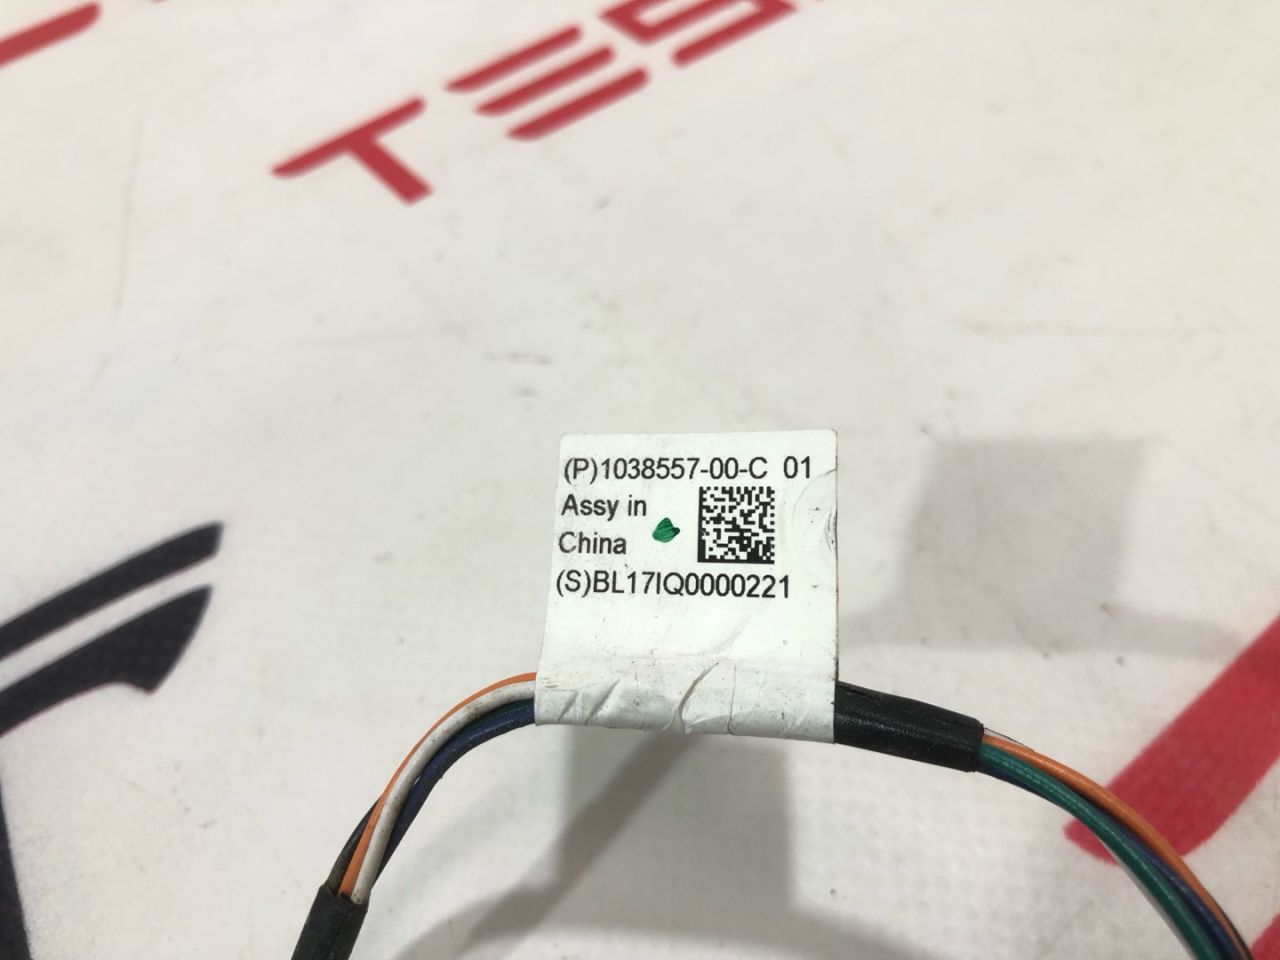 TES
(P)1038557-00-C 01
Assy in
China
(S)BL17IQ0000221